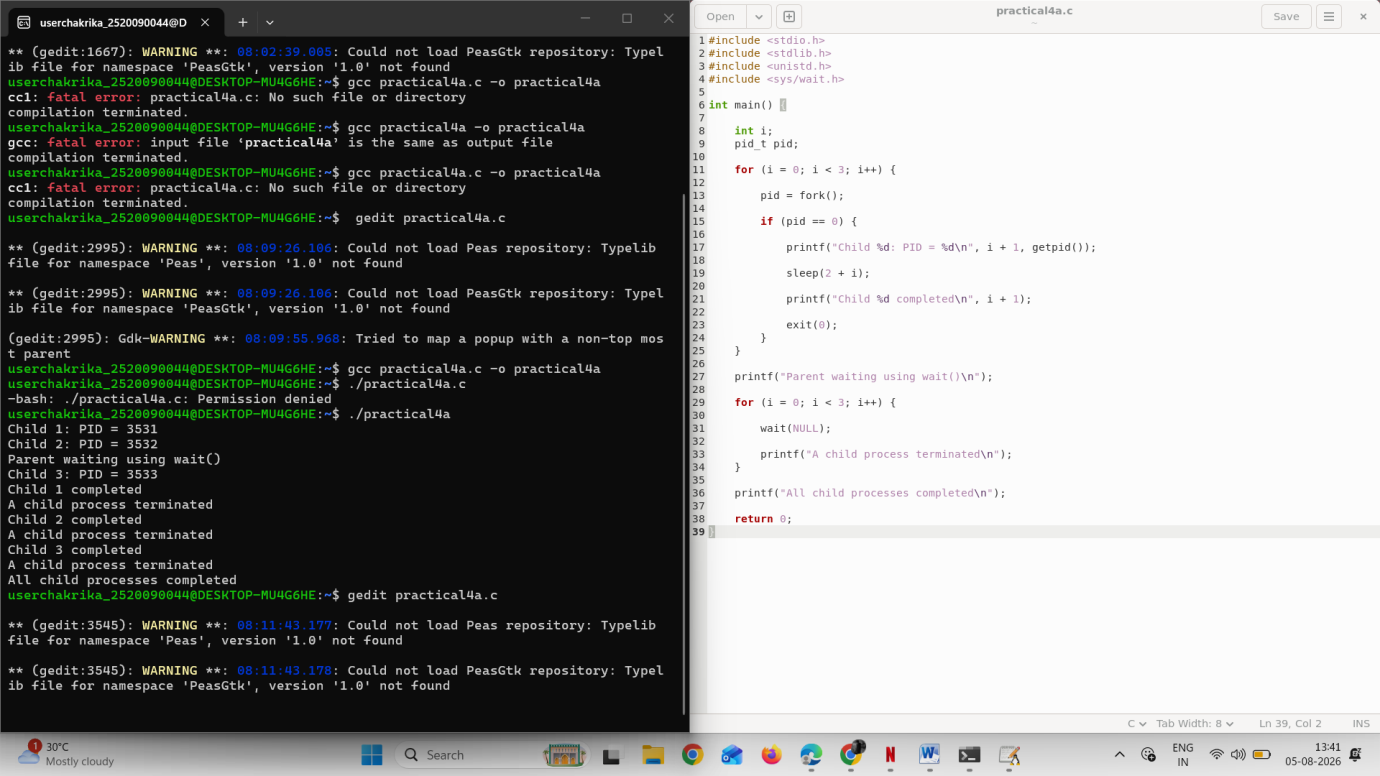 userchakrika_2520090044@D
** (gedit:1667): WARNING **: 08:02:39.005: Could not load PeasGtk repository: Typel
ib file for namespace 'PeasGtk', version '1.0' not found
userchakrika_2520090044@DESKTOP-MU4G6HE:~$ gcc practical4a.c -o practical4a
cc1: fatal error: practical4a.c: No such file or directory
compilation terminated.
userchakrika_2520090044@DESKTOP-MU4G6HE:~$ gcc practical4a -o practical4a
gcc: fatal error: input file ‘practical4a’ is the same as output file
compilation terminated.
userchakrika_2520090044@DESKTOP-MU4G6HE:~$ gcc practical4a.c -o practical4a
cc1: fatal error: practical4a.c: No such file or directory
compilation terminated.
userchakrika_2520090044@DESKTOP-MU4G6HE:~$  gedit practical4a.c
** (gedit:2995): WARNING **: 08:09:26.106: Could not load Peas repository: Typelib
file for namespace 'Peas', version '1.0' not found
** (gedit:2995): WARNING **: 08:09:26.106: Could not load PeasGtk repository: Typel
ib file for namespace 'PeasGtk', version '1.0' not found
(gedit:2995): Gdk-WARNING **: 08:09:55.968: Tried to map a popup with a non-top mos
t parent
userchakrika_2520090044@DESKTOP-MU4G6HE:~$ gcc practical4a.c -o practical4a
userchakrika_2520090044@DESKTOP-MU4G6HE:~$ ./practical4a.c
-bash: ./practical4a.c: Permission denied
userchakrika_2520090044@DESKTOP-MU4G6HE:~$ ./practical4a
Child 1: PID = 3531
Child 2: PID = 3532
Parent waiting using wait()
Child 3: PID = 3533
Child 1 completed
A child process terminated
Child 2 completed
A child process terminated
Child 3 completed
A child process terminated
All child processes completed
userchakrika_2520090044@DESKTOP-MU4G6HE:~$ gedit practical4a.c
** (gedit:3545): WARNING **: 08:11:43.177: Could not load Peas repository: Typelib
file for namespace 'Peas', version '1.0' not found
** (gedit:3545): WARNING **: 08:11:43.178: Could not load PeasGtk repository: Typel
ib file for namespace 'PeasGtk', version '1.0' not found
Open
practical4a.c
~
Save
1 #include <stdio.h>
2 #include <stdlib.h>
3 #include <unistd.h>
4 #include <sys/wait.h>
5
6 int main() {
7
8     int i;
9     pid_t pid;
10
11     for (i = 0; i < 3; i++) {
12
13         pid = fork();
14
15         if (pid == 0) {
16
17             printf("Child %d: PID = %d\n", i + 1, getpid());
18
19             sleep(2 + i);
20
21             printf("Child %d completed\n", i + 1);
22
23             exit(0);
24         }
25     }
26
27     printf("Parent waiting using wait()\n");
28
29     for (i = 0; i < 3; i++) {
30
31         wait(NULL);
32
33         printf("A child process terminated\n");
34     }
35
36     printf("All child processes completed\n");
37
38     return 0;
39 }
C Tab Width: 8 Ln 39, Col 2 INS
1
30°C
Mostly cloudy
Search
N
W
ENG
IN
13:41
05-08-2026